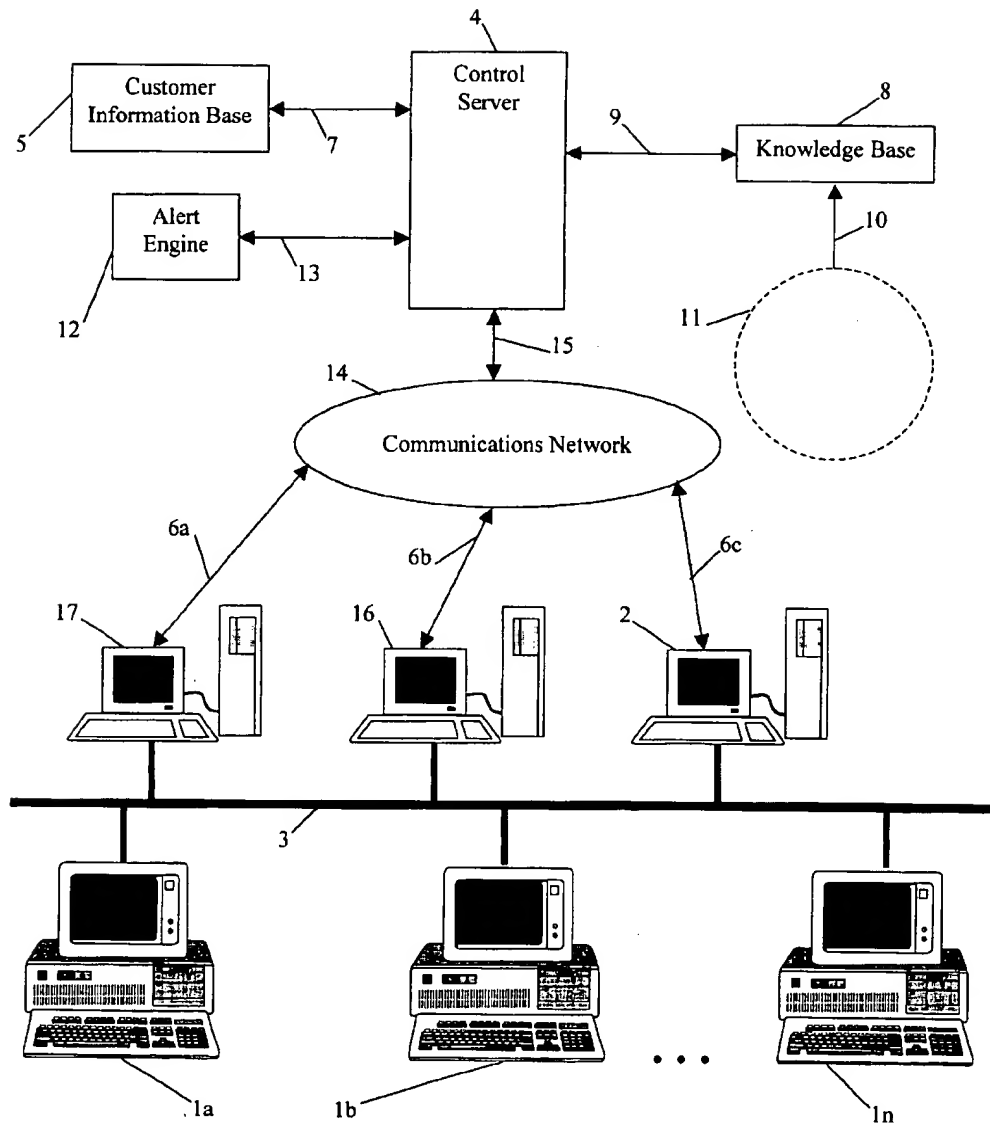 4
Control
Server
Customer
Information Base
5
7
9
8
Knowledge Base
Alert
Engine
12
13
10
11
15
14
Communications Network
6a
6b
6c
17
16
2
3
1a
1b
. . .
1n